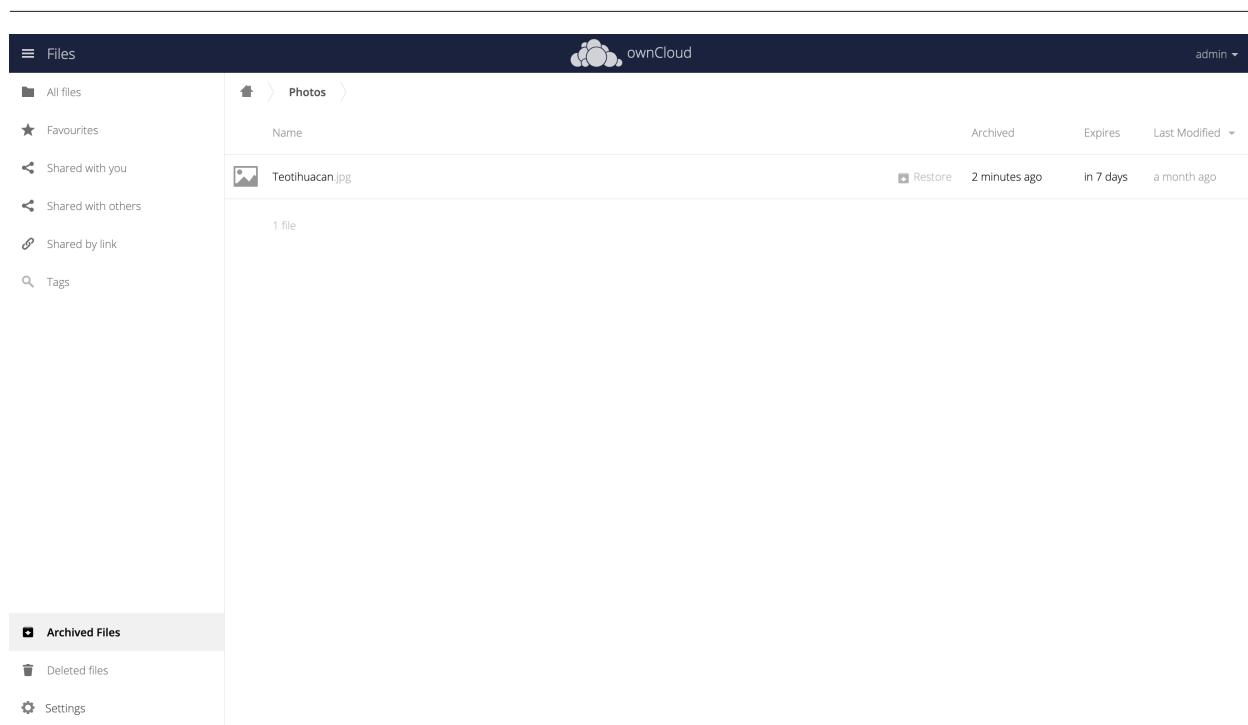 Files ownCloud admin
All files
Favourites
Shared with you
Shared with others
Shared by link
Tags
Photos
Name Archived Expires Last Modified
Teotihuacan.jpg Restore 2 minutes ago in 7 days a month ago
1 file
Archived Files
Deleted files
Settings